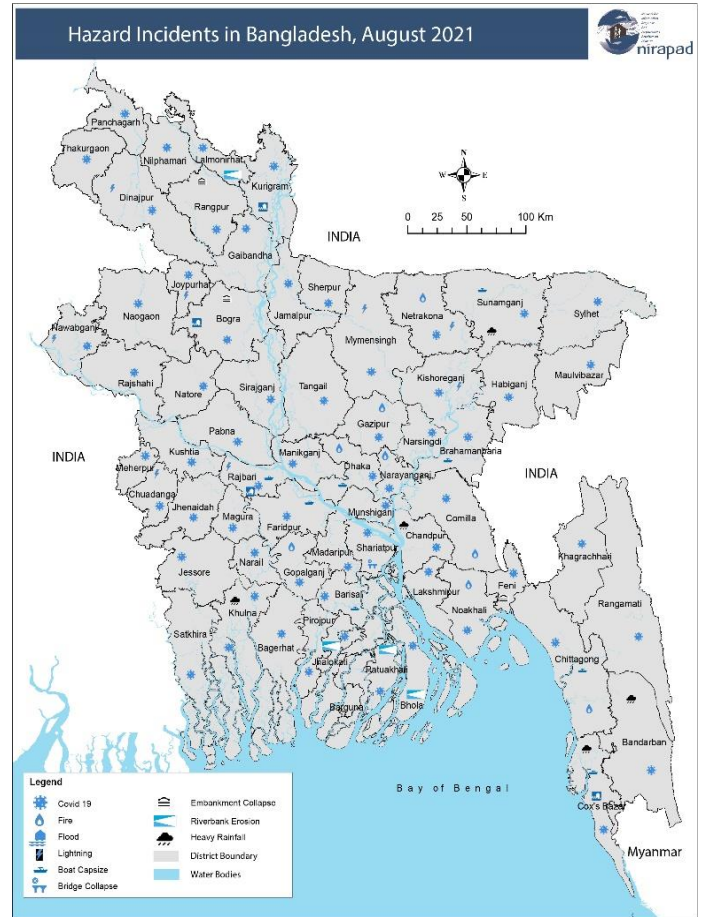 Hazard Incidents in Bangladesh, August 2021
nirapad
Panchagarh
Thakurgaon
Nilphamari
Lalmonirhat
Kurigram
Dinajpur
Rangpur
Gaibandha
N
W E
S
0 25 50 100 Km
INDIA
Joypurhat
Naogaon
Bogra
Jamalpur
Sherpur
Netrakona
Sunamganj
Sylhet
Nawabganj
Mymensingh
Rajshahi
Natore
Sirajganj
Tangail
Kishoreganj
Habiganj
Maulvibazar
Pabna
Gazipur
Narsingdi
Brahamanbaria
INDIA
Kushtia
Meherpur
Manikganj
Dhaka
INDIA
Rajbari
Narayanganj
Chuadanga
Jhenaidah
Magura
Faridpur
Munshiganj
Comilla
Chandpur
Khagrachhari
Shariatpur
Madaripur
Narail
Gopalganj
Jessore
Lakshmipur
Feni
Rangamati
Barisal
Noakhali
Khulna
Pirojpur
Satkhira
Bagerhat
Chittagong
Jhalokati
Patuakhali
Barguna
Bhola
Bandarban
Bay of Bengal
Cox's Bazar
Myanmar
Legend
Covid 19
Fire
Flood
Lightning
Boat Capsize
Bridge Collapse
Embankment Collapse
Riverbank Erosion
Heavy Rainfall
District Boundary
Water Bodies